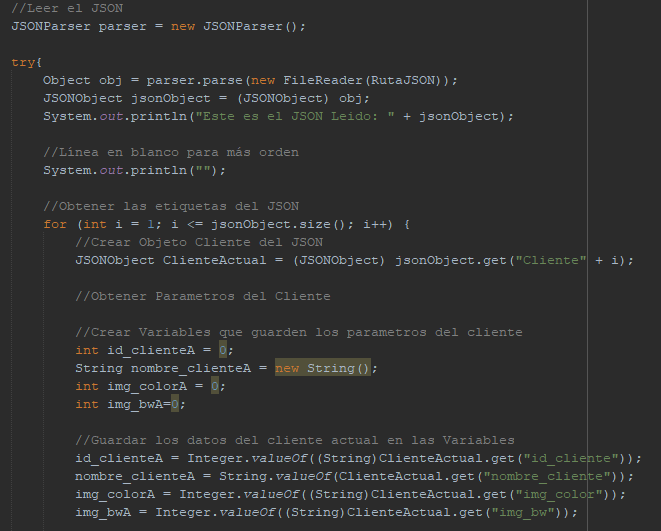 //Leer el JSON
JSONParser parser = new JSONParser();
try{
Object obj = parser.parse(new FileReader(RutaJSON));
JSONObject jsonObject = (JSONObject) obj;
System.out.println("Este es el JSON Leido: " + jsonObject);
//Línea en blanco para más orden
System.out.println("");
//Obtener las etiquetas del JSON
for (int i = 1; i <= jsonObject.size(); i++) {
//Crear Objeto Cliente del JSON
JSONObject ClienteActual = (JSONObject) jsonObject.get("Cliente" + i);
//Obtener Parametros del Cliente
//Crear Variables que guarden los parametros del cliente
int id_clienteA = 0;
String nombre_clienteA = new String();
int img_colorA = 0;
int img_bwA=0;
//Guardar los datos del cliente actual en las Variables
id_clienteA = Integer.valueOf((String)ClienteActual.get("id_cliente"));
nombre_clienteA = String.valueOf(ClienteActual.get("nombre_cliente"));
img_colorA = Integer.valueOf((String)ClienteActual.get("img_color"));
img_bwA = Integer.valueOf((String)ClienteActual.get("img_bw"));